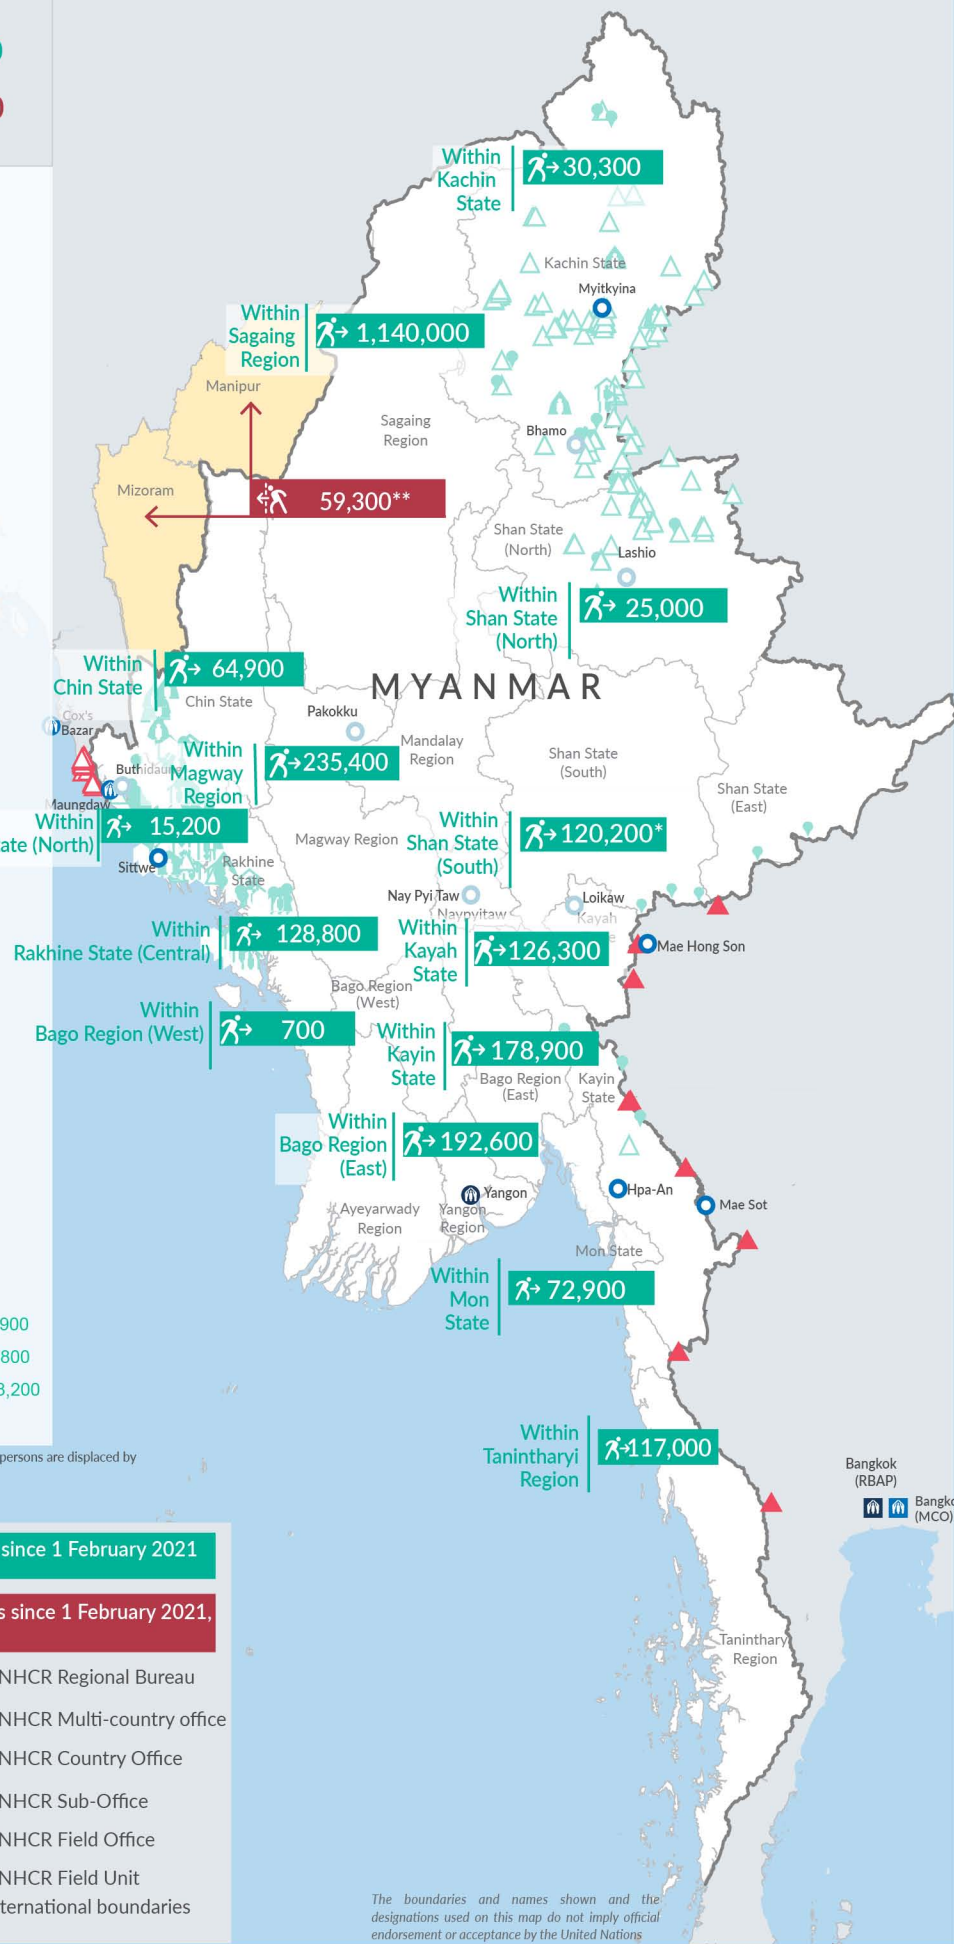 Within
Kachin
State
30,300
Kachin State
Myitkyina
Within
Sagaing
Region
1,140,000
Manipur
Sagaing
Region
Bhamo
Mizoram
59,300**
Shan State
(North)
Lashio
Within
Shan State
(North)
25,000
Within
Chin State
64,900
MYANMAR
Chin State
Pakokku
Cox's
Bazar
Mandalay
Region
Shan State
(South)
Within
Magway
Region
235,400
Buthidaung
Shan State
(East)
Maungdaw
Within
ate (North)
15,200
Magway Region
Within
Shan State
(South)
120,200*
Sittwe
Rakhine
State
Nay Pyi Taw
Naypyitaw
Loikaw
Kayah
Within
Rakhine State (Central)
128,800
Within
Kayah
State
126,300
Mae Hong Son
Bago Region
(West)
Within
Bago Region (West)
700
Within
Kayin
State
178,900
Bago Region
(East)
Kayin
State
Within
Bago Region
(East)
192,600
Yangon
Hpa-An
Mae Sot
Ayeyarwady
Region
Yangon
Region
Mon State
Within
Mon
State
72,900
900
800
3,200
Within
Tanintharyi
Region
117,000
persons are displaced by
Bangkok
(RBAP)
Bangko
(MCO)
since 1 February 2021
s since 1 February 2021,
Taninthary
Region
NHCR Regional Bureau
NHCR Multi-country office
NHCR Country Office
NHCR Sub-Office
NHCR Field Office
NHCR Field Unit
ternational boundaries
The boundaries and names shown and the
designations used on this map do not imply official
endorsement or acceptance by the United Nations